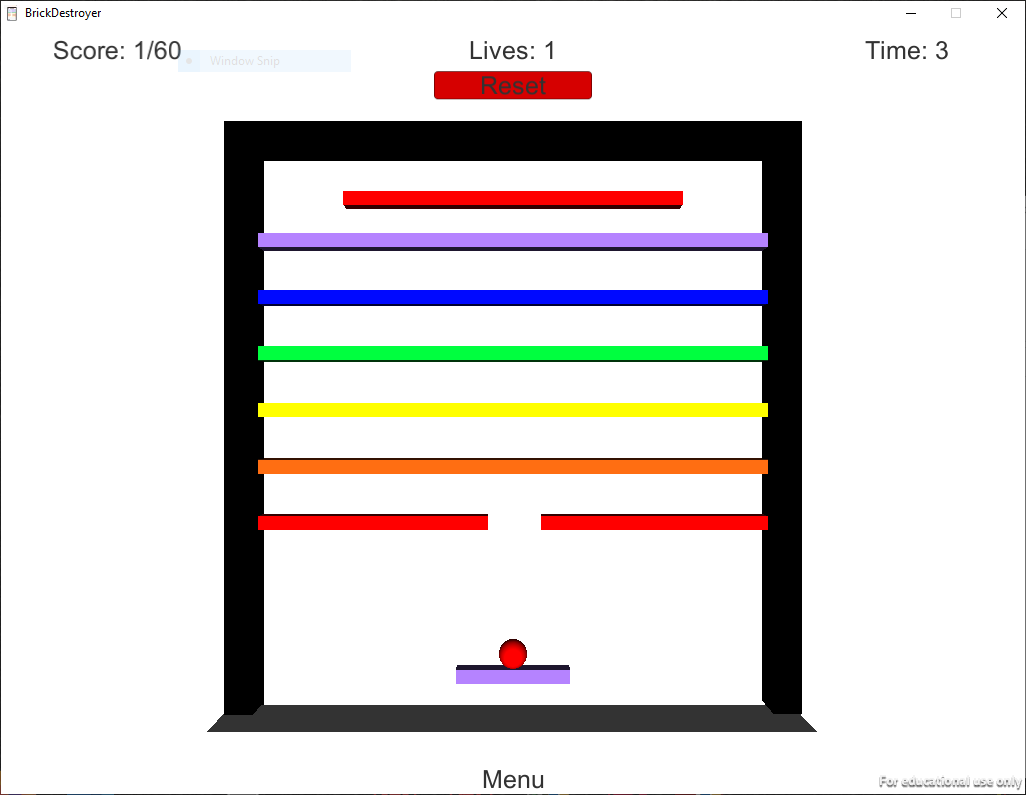 BrickDestroyer
Score: 1/60
Lives: 1
Time: 3
Window Snip
Reset
Menu
For educational use only